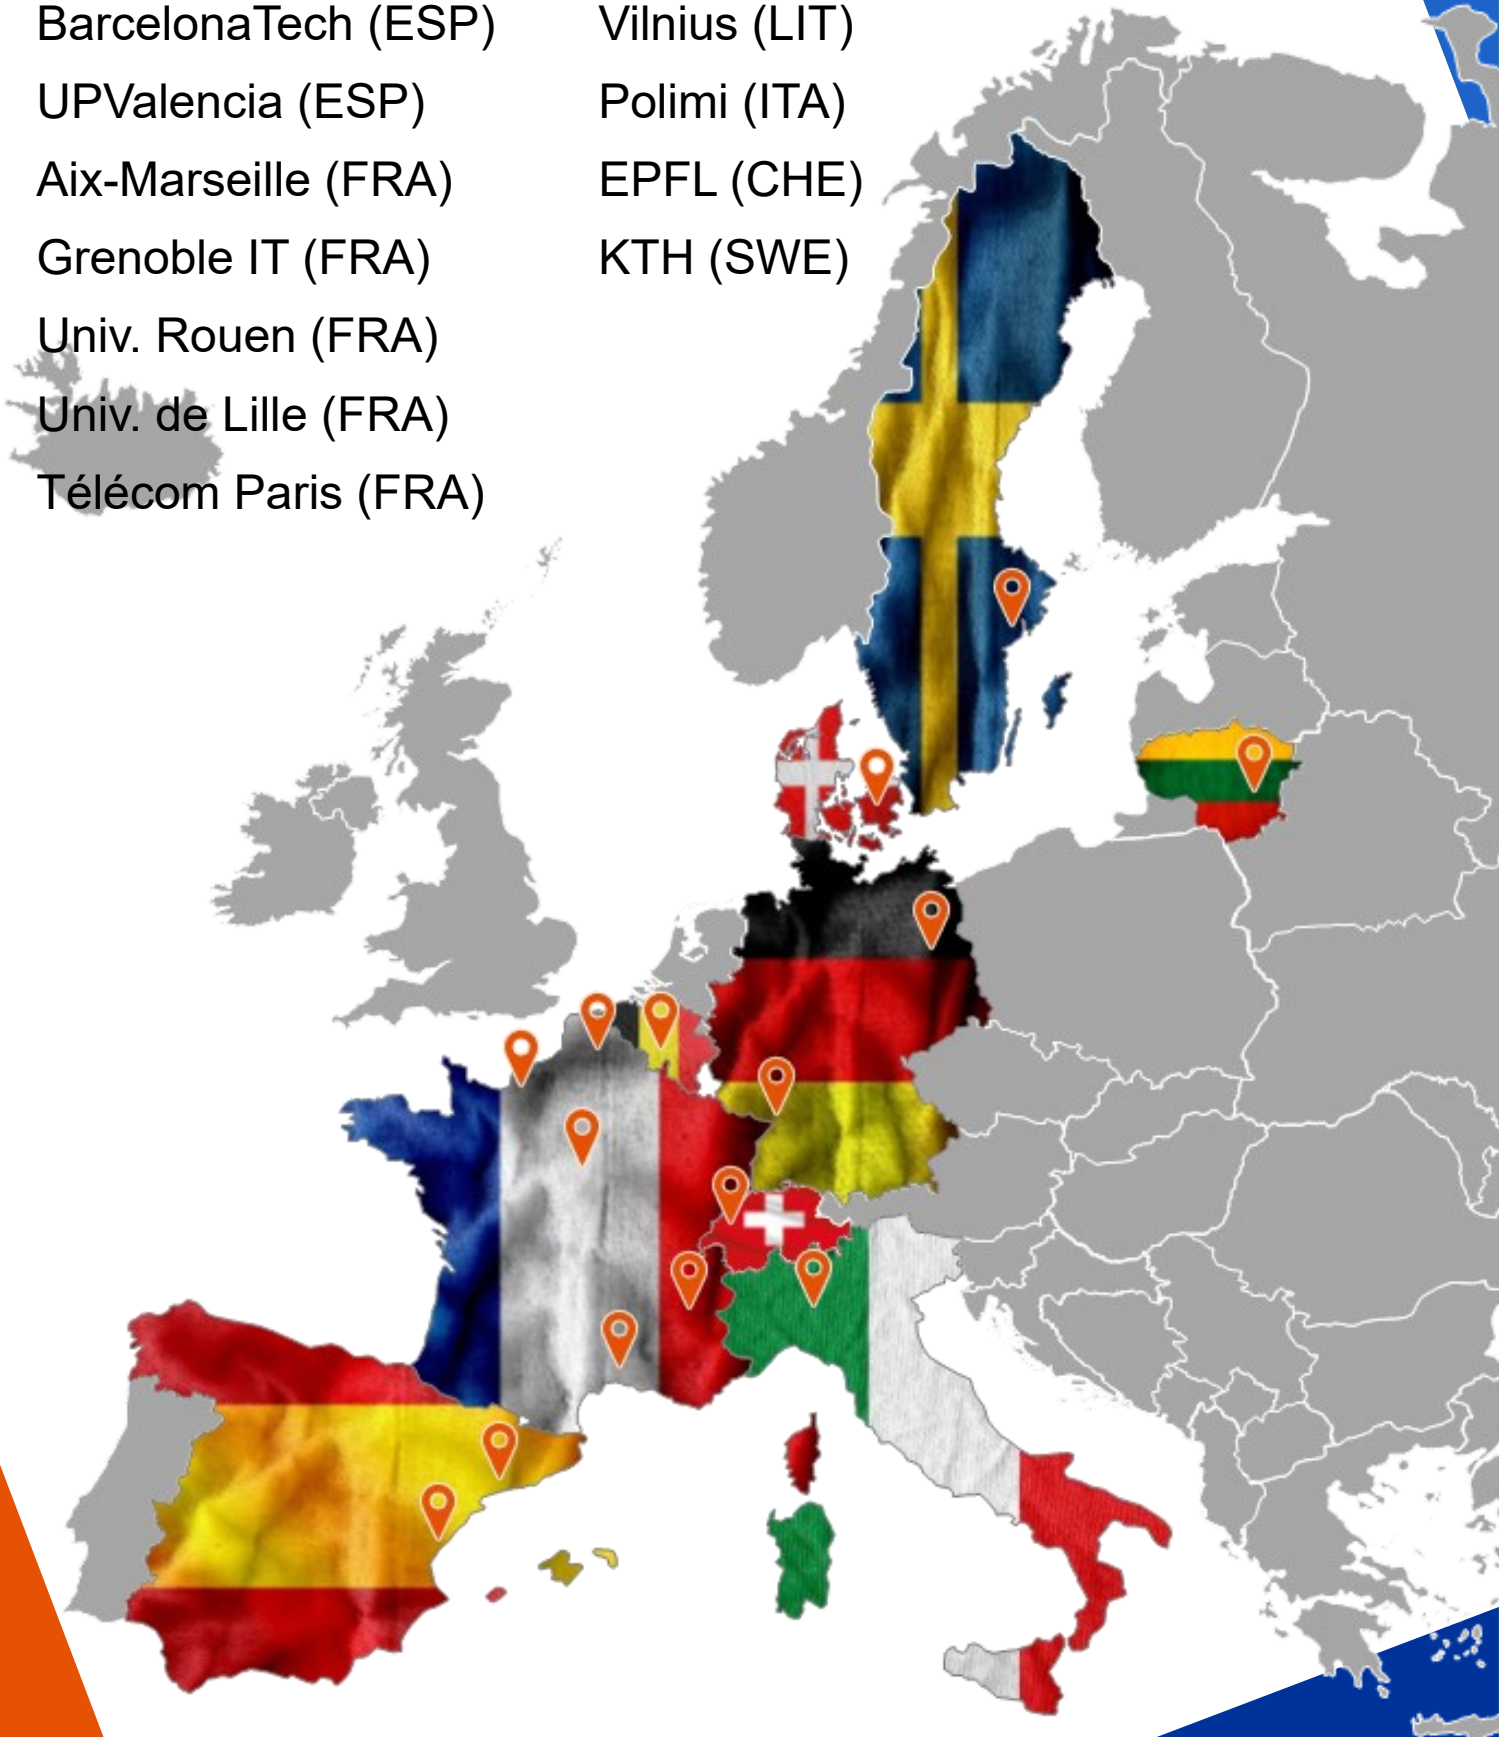 BarcelonaTech (ESP)
UPValencia (ESP)
Aix-Marseille (FRA)
Grenoble IT (FRA)
Univ. Rouen (FRA)
Univ. de Lille (FRA)
Télécom Paris (FRA)
Vilnius (LIT)
Polimi (ITA)
EPFL (CHE)
KTH (SWE)